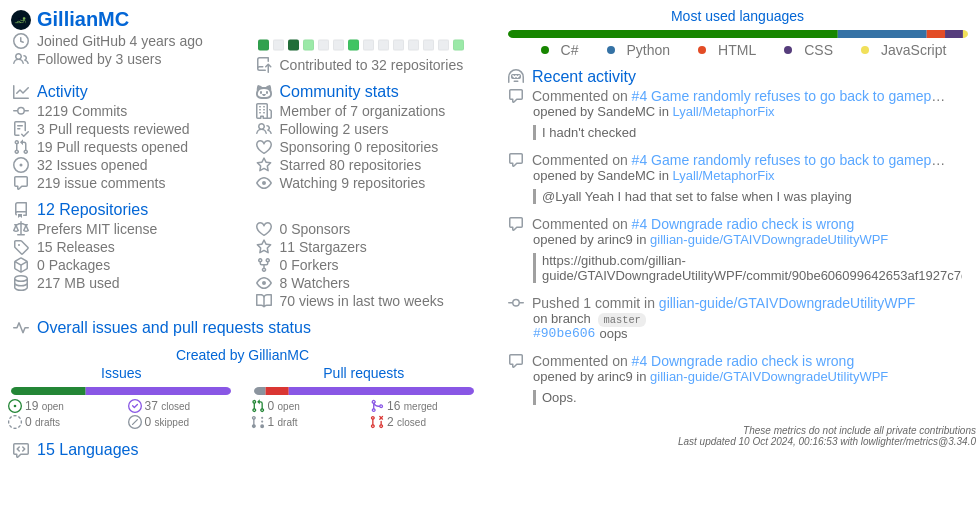 GillianMC
Joined GitHub 4 years ago
Followed by 3 users
Contributed to 32 repositories
Activity
1219 Commits
3 Pull requests reviewed
19 Pull requests opened
32 Issues opened
219 issue comments
Community stats
Member of 7 organizations
Following 2 users
Sponsoring 0 repositories
Starred 80 repositories
Watching 9 repositories
12 Repositories
Prefers MIT license
15 Releases
0 Packages
217 MB used
0 Sponsors
11 Stargazers
0 Forkers
8 Watchers
70 views in last two weeks
Overall issues and pull requests status
Created by GillianMC
Issues
19 open
37 closed
0 drafts
0 skipped
Pull requests
0 open
16 merged
1 draft
2 closed
15 Languages
Most used languages
C# Python HTML CSS JavaScript
Recent activity
Commented on #4 Game randomly refuses to go back to gamep…
opened by SandeMC in Lyall/MetaphorFix
I hadn't checked
Commented on #4 Game randomly refuses to go back to gamep…
opened by SandeMC in Lyall/MetaphorFix
@Lyall Yeah I had that set to false when I was playing
Commented on #4 Downgrade radio check is wrong
opened by arinc9 in gillian-guide/GTAIVDowngradeUtilityWPF
https://github.com/gillian-
guide/GTAIVDowngradeUtilityWPF/commit/90be606099642653af1927c7
Pushed 1 commit in gillian-guide/GTAIVDowngradeUtilityWPF
on branch master
#90be606 oops
Commented on #4 Downgrade radio check is wrong
opened by arinc9 in gillian-guide/GTAIVDowngradeUtilityWPF
Oops.
These metrics do not include all private contributions
Last updated 10 Oct 2024, 00:16:53 with lowlighter/metrics@3.34.0